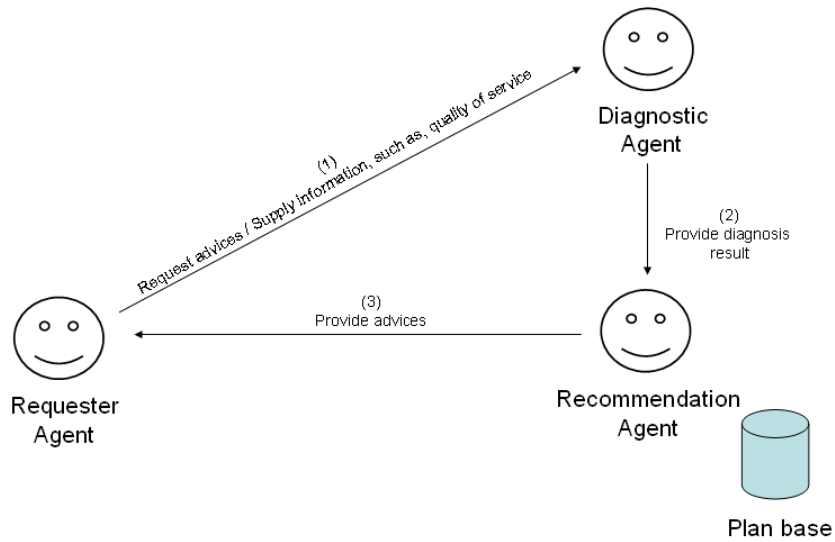 Diagnostic
Agent
(1)
Request advices / Supply information, such as, quality of service
(2)
Provide diagnosis
result
(3)
Provide advices
Requester
Agent
Recommendation
Agent
Plan base